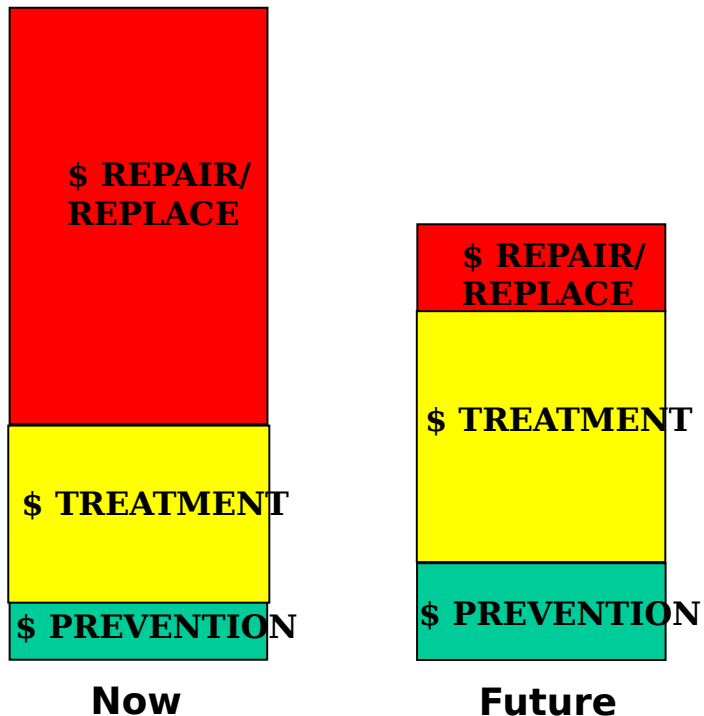 $ REPAIR/
REPLACE
$ TREATMENT
$ PREVENTION
Now
$ REPAIR/
REPLACE
$ TREATMENT
$ PREVENTION
Future